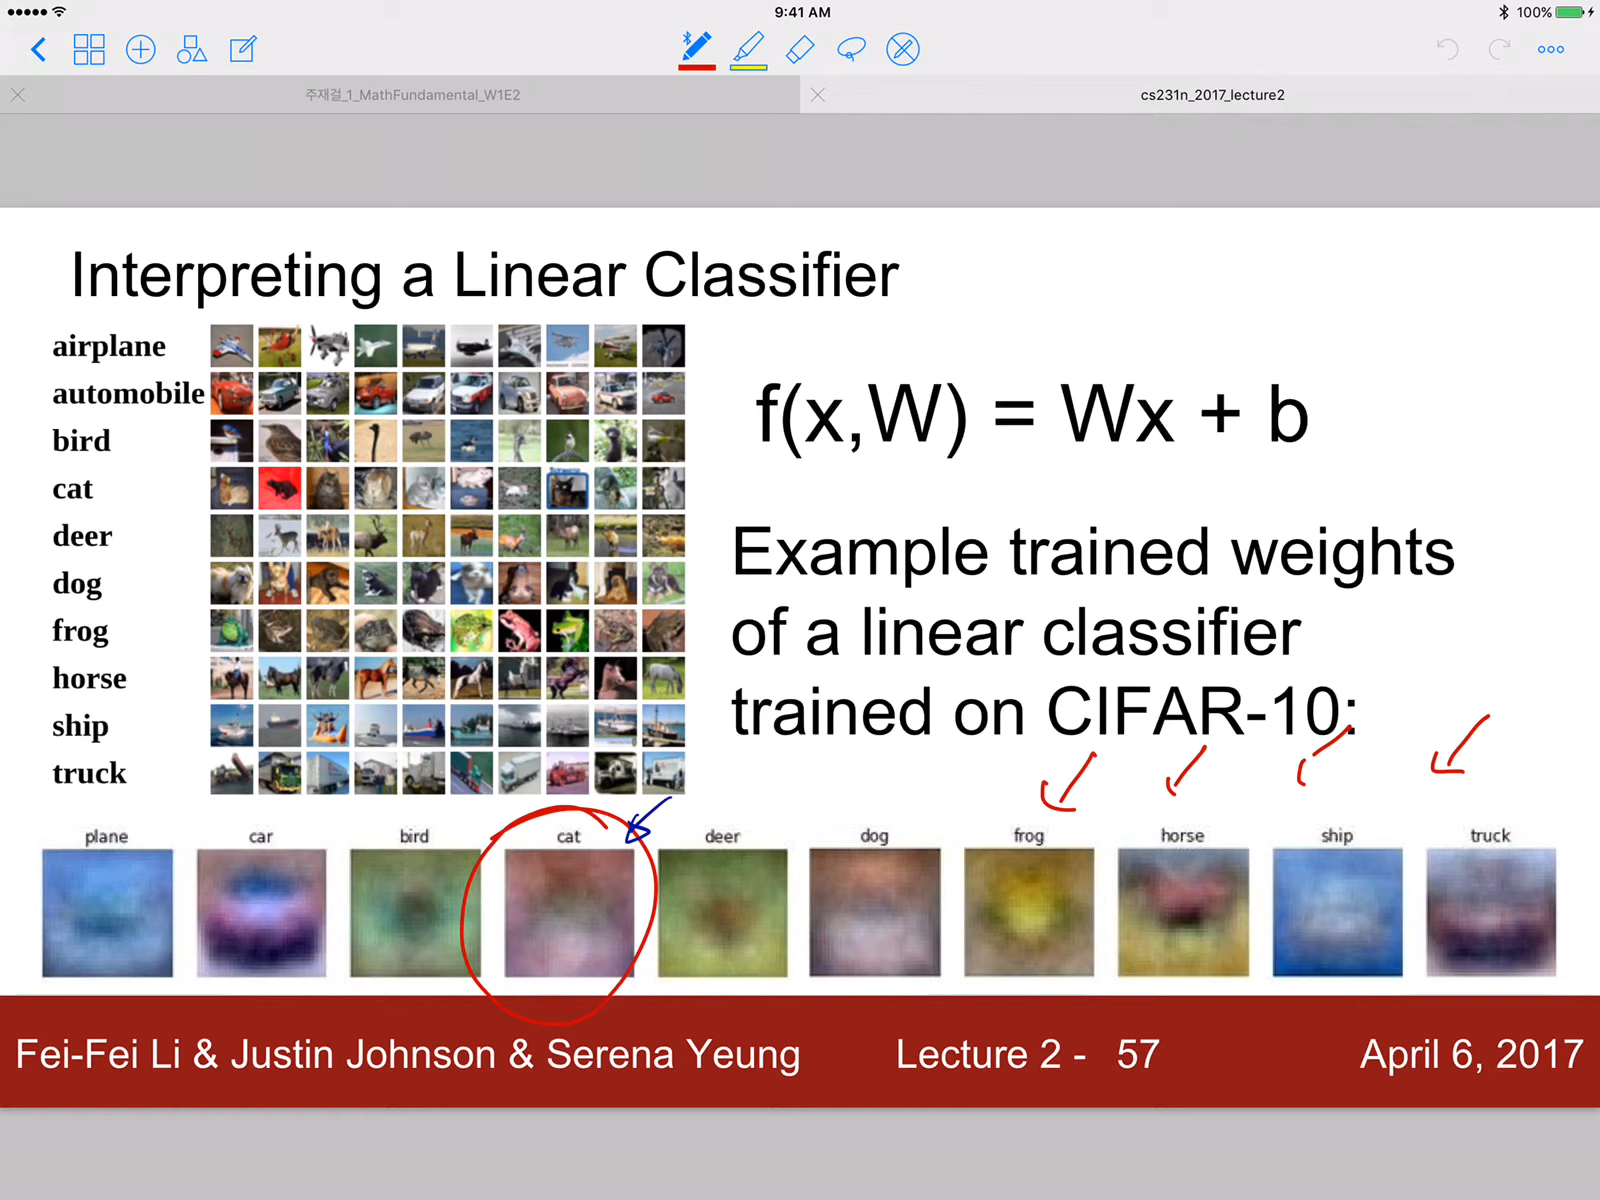 9:41 AM
100%
주재걸_1_MathFundamental_W1E2
cs231n_2017_lecture2
Interpreting a Linear Classifier
airplane
automobile
bird
cat
deer
dog
frog
horse
ship
truck
f(x,W) = Wx + b
Example trained weights
of a linear classifier
trained on CIFAR-10:
plane car bird cat deer dog frog horse ship truck
Fei-Fei Li & Justin Johnson & Serena Yeung Lecture 2 - 57 April 6, 2017